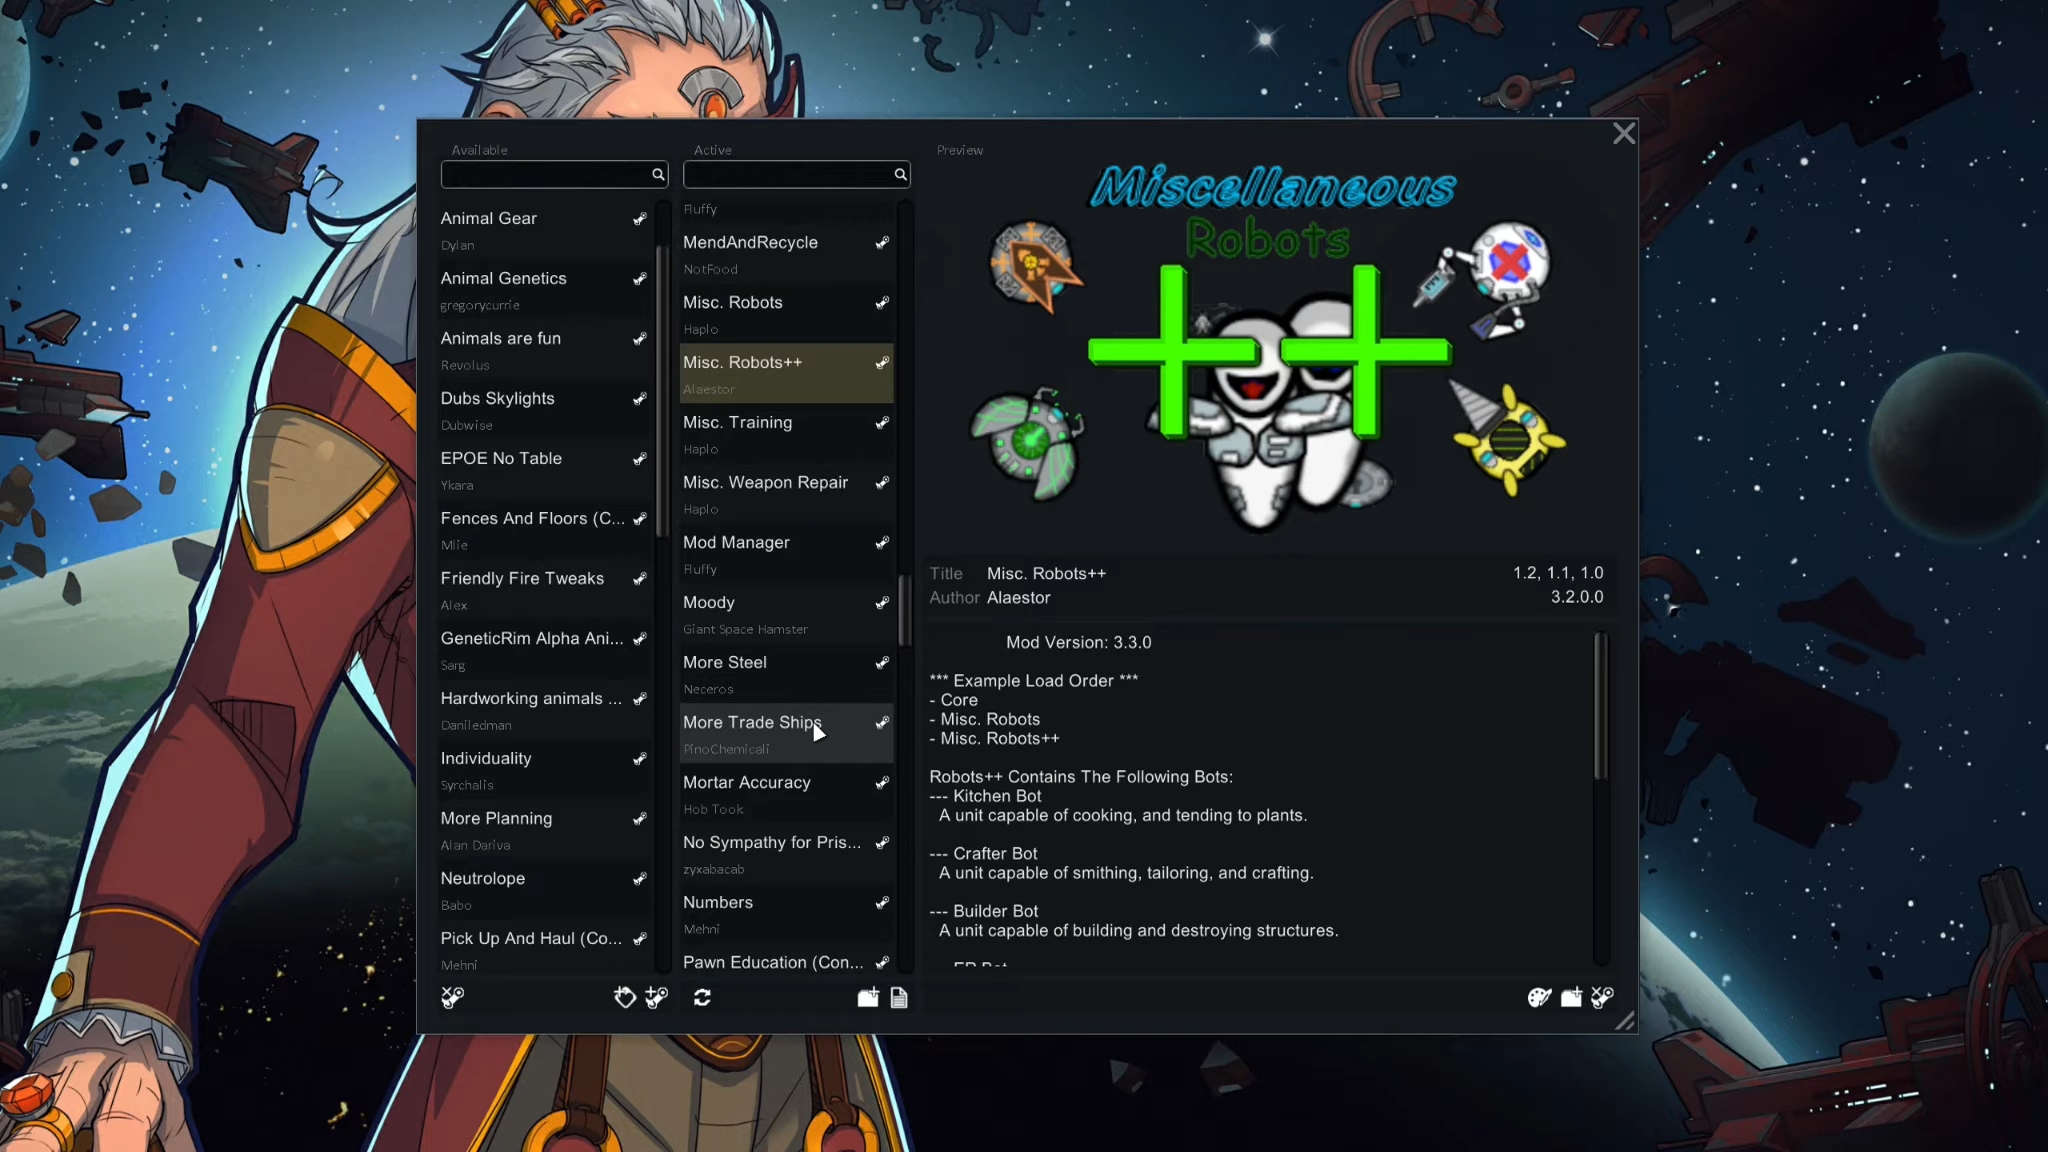 Available
Active
Preview
Animal Gear
Dylan
Animal Genetics
gregorycurrie
Animals are fun
Revolus
Dubs Skylights
Dubwise
EPOE No Table
Ykara
Fences And Floors (C...
Mlie
Friendly Fire Tweaks
Alex
GeneticRim Alpha Ani...
Sarg
Hardworking animals ...
Daniledman
Individuality
Syrchalis
More Planning
Alan Dariva
Neutrolope
Babo
Pick Up And Haul (Co...
Mehni
Fluffy
MendAndRecycle
NotFood
Misc. Robots
Haplo
Misc. Robots++
Alaestor
Misc. Training
Haplo
Misc. Weapon Repair
Haplo
Mod Manager
Fluffy
Moody
Giant Space Hamster
More Steel
Neceros
More Trade Ships
PinoChemicali
Mortar Accuracy
Hob Took
No Sympathy for Pris...
zyxabacab
Numbers
Mehni
Pawn Education (Con...
Miscellaneous
Robots
Title Misc. Robots++ 1.2, 1.1, 1.0
Author Alaestor 3.2.0.0
Mod Version: 3.3.0
*** Example Load Order ***
- Core
- Misc. Robots
- Misc. Robots++
Robots++ Contains The Following Bots:
--- Kitchen Bot
A unit capable of cooking, and tending to plants.
--- Crafter Bot
A unit capable of smithing, tailoring, and crafting.
--- Builder Bot
A unit capable of building and destroying structures.